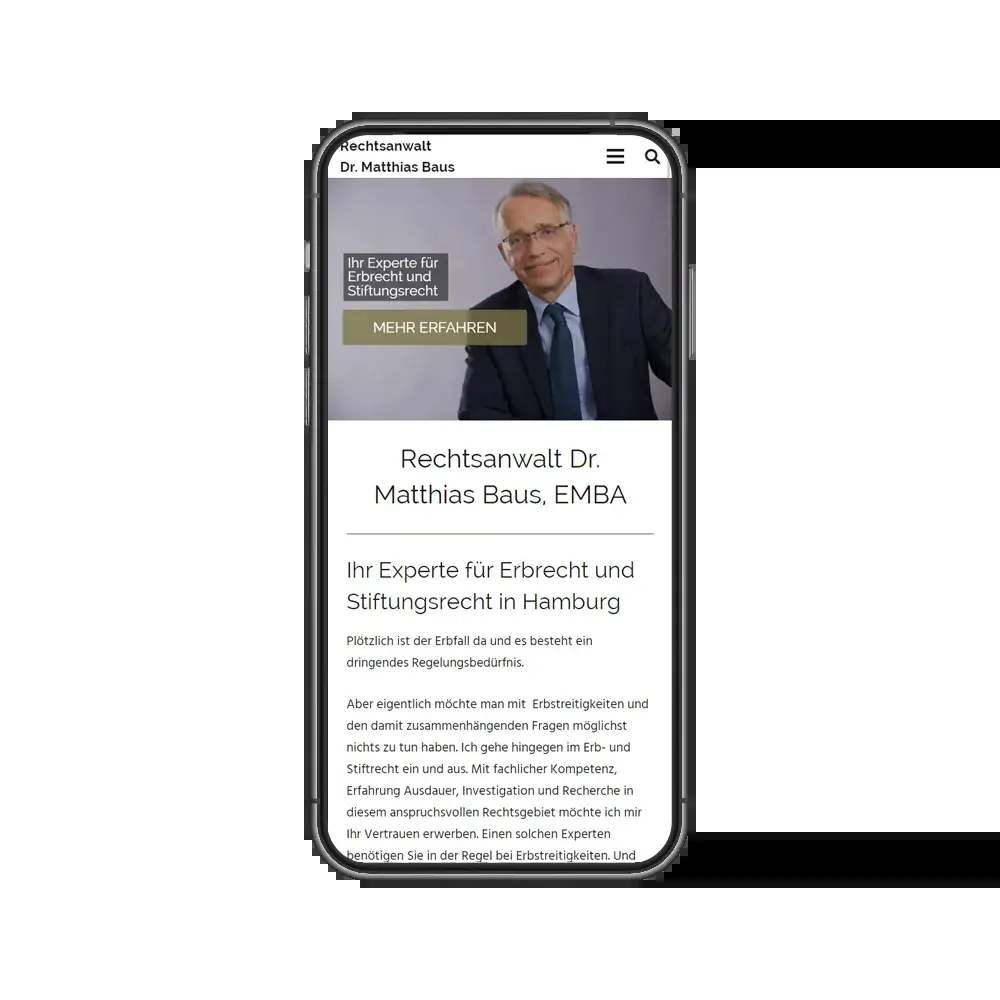 Rechtsanwalt
Dr. Matthias Baus
Ihr Experte für
Erbrecht und
Stiftungsrecht
MEHR ERFAHREN
Rechtsanwalt Dr.
Matthias Baus, EMBA
Ihr Experte für Erbrecht und
Stiftungsrecht in Hamburg
Plötzlich ist der Erbfall da und es besteht ein
dringendes Regelungsbedürfnis.
Aber eigentlich möchte man mit  Erbstreitigkeiten und
den damit zusammenhängenden Fragen möglichst
nichts zu tun haben. Ich gehe hingegen im Erb- und
Stiftrecht ein und aus. Mit fachlicher Kompetenz,
Erfahrung Ausdauer, Investigation und Recherche in
diesem anspruchsvollen Rechtsgebiet möchte ich mir
Ihr Vertrauen erwerben. Einen solchen Experten
benötigen Sie in der Regel bei Erbstreitigkeiten. Und